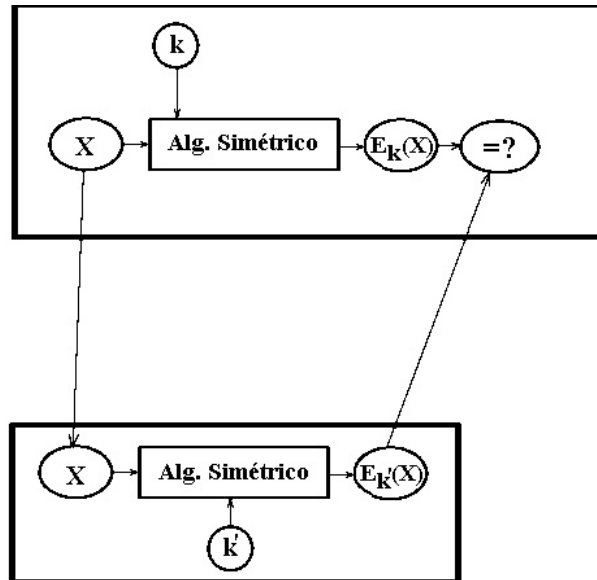 k
X
Alg. Simétrico
Ek(X)
=?
X
Alg. Simétrico
Ek'(X)
k'